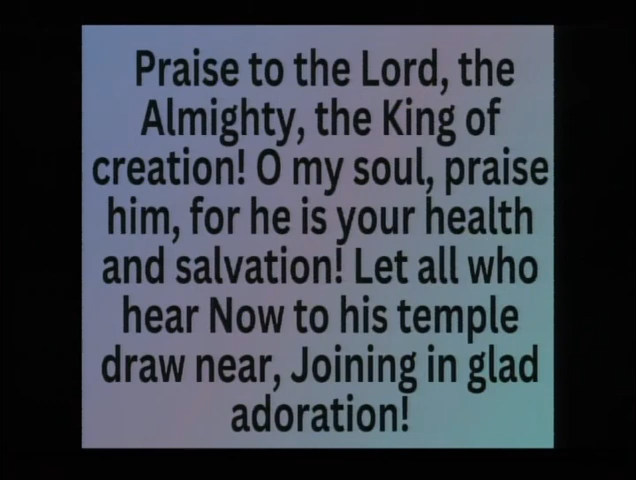 Praise to the Lord, the
Almighty, the King of
creation! O my soul, praise
him, for he is your health
and salvation! Let all who
hear Now to his temple
draw near, Joining in glad
adoration!